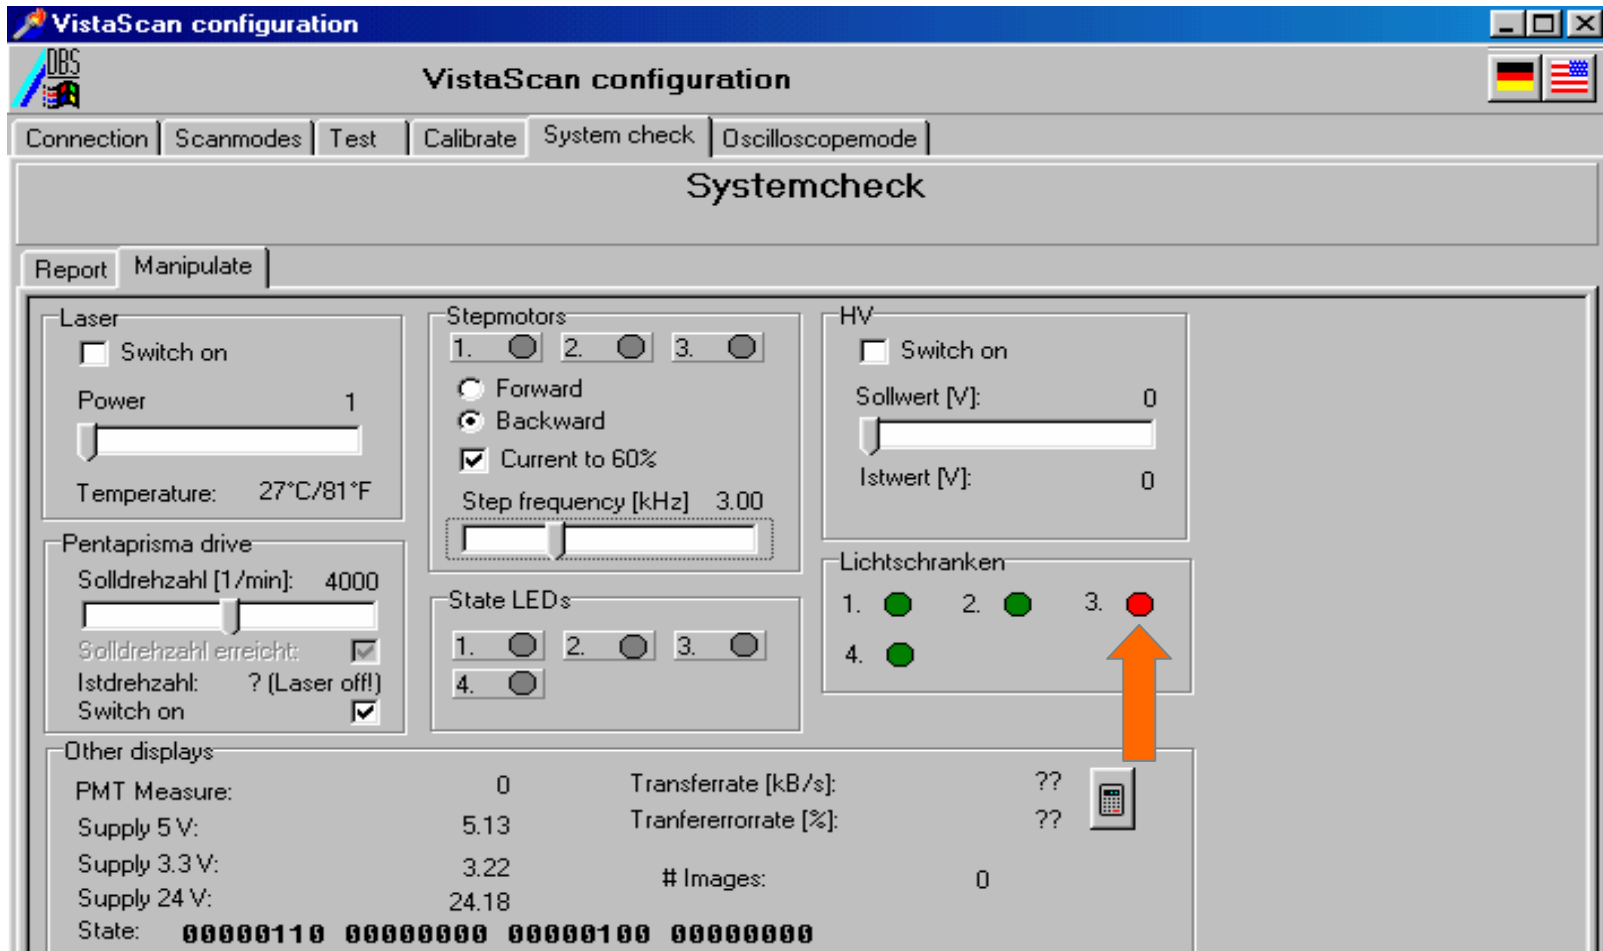 VistaScan configuration
DBS
VistaScan configuration
Connection Scanmodes Test Calibrate System check Oscilloscopemode
Systemcheck
Report Manipulate
Laser
Switch on
Power 1
Temperature: 27°C/81°F
Pentaprisma drive
Solldrehzahl [1/min]: 4000
Solldrehzahl erreicht:
Istdrehzahl: ? (Laser off!)
Switch on
Stepmotors
1. 2. 3.
Forward
Backward
Current to 60%
Step frequency [kHz] 3.00
State LEDs
1. 2. 3.
4.
HV
Switch on
Sollwert [V]: 0
Istwert [V]: 0
Lichtschranken
1. 2. 3.
4.
Other displays
PMT Measure: 0
Supply 5 V: 5.13
Supply 3.3 V: 3.22
Supply 24 V: 24.18
Transferrate [kB/s]: ??
Tranfererrorrate [%]: ??
# Images: 0
State: 00000110 00000000 00000100 00000000